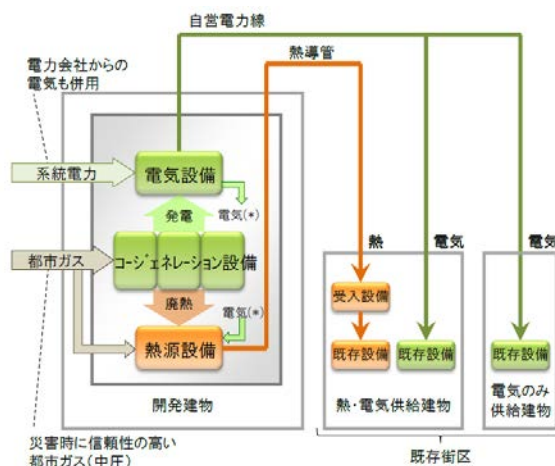 自営電力線
電力会社からの
電気も併用
熱導管
系統電力
電気設備
発電
電気(*)
都市ガス
コージェネレーション設備
廃熱
電気(*)
熱源設備
開発建物
災害時に信頼性の高い
都市ガス(中圧)
熱
電気
電気
受入設備
既存設備
既存設備
既存設備
熱・電気供給建物
電気のみ
供給建物
既存街区